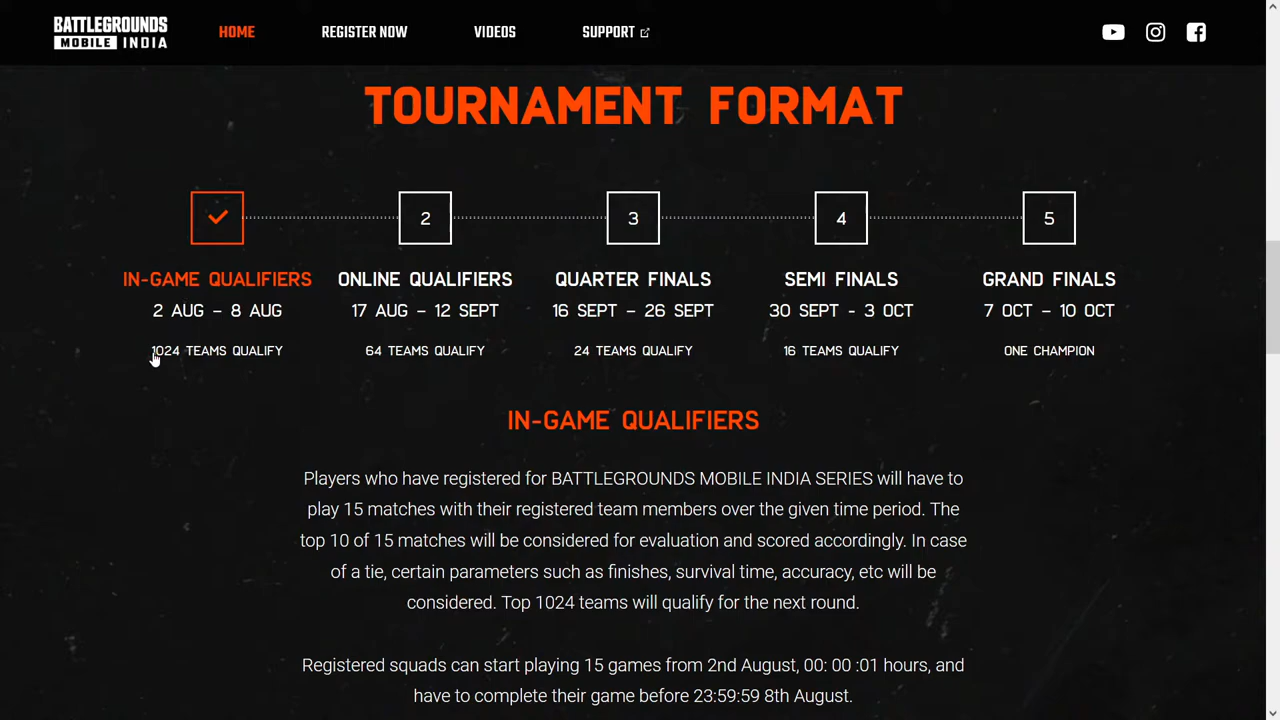 BATTLEGROUNDS
MOBILE INDIA
HOME REGISTER NOW VIDEOS SUPPORT
TOURNAMENT FORMAT
2 3 4 5
IN-GAME QUALIFIERS ONLINE QUALIFIERS QUARTER FINALS SEMI FINALS GRAND FINALS
2 AUG – 8 AUG 17 AUG – 12 SEPT 16 SEPT – 26 SEPT 30 SEPT - 3 OCT 7 OCT – 10 OCT
1024 TEAMS QUALIFY 64 TEAMS QUALIFY 24 TEAMS QUALIFY 16 TEAMS QUALIFY ONE CHAMPION
IN-GAME QUALIFIERS
Players who have registered for BATTLEGROUNDS MOBILE INDIA SERIES will have to
play 15 matches with their registered team members over the given time period. The
top 10 of 15 matches will be considered for evaluation and scored accordingly. In case
of a tie, certain parameters such as finishes, survival time, accuracy, etc will be
considered. Top 1024 teams will qualify for the next round.
Registered squads can start playing 15 games from 2nd August, 00: 00 :01 hours, and
have to complete their game before 23:59:59 8th August.